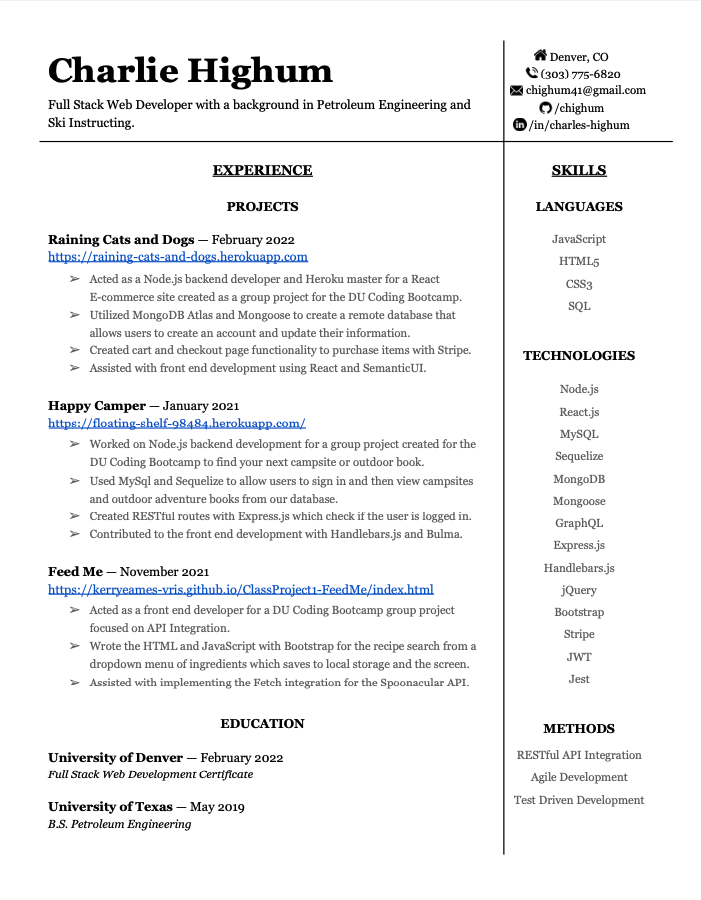 Charlie Highum
Full Stack Web Developer with a background in Petroleum Engineering and
Ski Instructing.
Denver, CO
(303) 775-6820
chighum41@gmail.com
/chighum
/in/charles-highum
EXPERIENCE
PROJECTS
Raining Cats and Dogs — February 2022
https://raining-cats-and-dogs.herokuapp.com
➢ Acted as a Node.js backend developer and Heroku master for a React
E-commerce site created as a group project for the DU Coding Bootcamp.
➢ Utilized MongoDB Atlas and Mongoose to create a remote database that
allows users to create an account and update their information.
➢ Created cart and checkout page functionality to purchase items with Stripe.
➢ Assisted with front end development using React and SemanticUI.
Happy Camper — January 2021
https://floating-shelf-98484.herokuapp.com/
➢ Worked on Node.js backend development for a group project created for the
DU Coding Bootcamp to find your next campsite or outdoor book.
➢ Used MySql and Sequelize to allow users to sign in and then view campsites
and outdoor adventure books from our database.
➢ Created RESTful routes with Express.js which check if the user is logged in.
➢ Contributed to the front end development with Handlebars.js and Bulma.
Feed Me — November 2021
https://kerryeames-vris.github.io/ClassProject1-FeedMe/index.html
➢ Acted as a front end developer for a DU Coding Bootcamp group project
focused on API Integration.
➢ Wrote the HTML and JavaScript with Bootstrap for the recipe search from a
dropdown menu of ingredients which saves to local storage and the screen.
➢ Assisted with implementing the Fetch integration for the Spoonacular API.
EDUCATION
University of Denver — February 2022
Full Stack Web Development Certificate
University of Texas — May 2019
B.S. Petroleum Engineering
SKILLS
LANGUAGES
JavaScript
HTML5
CSS3
SQL
TECHNOLOGIES
Node.js
React.js
MySQL
Sequelize
MongoDB
Mongoose
GraphQL
Express.js
Handlebars.js
jQuery
Bootstrap
Stripe
JWT
Jest
METHODS
RESTful API Integration
Agile Development
Test Driven Development